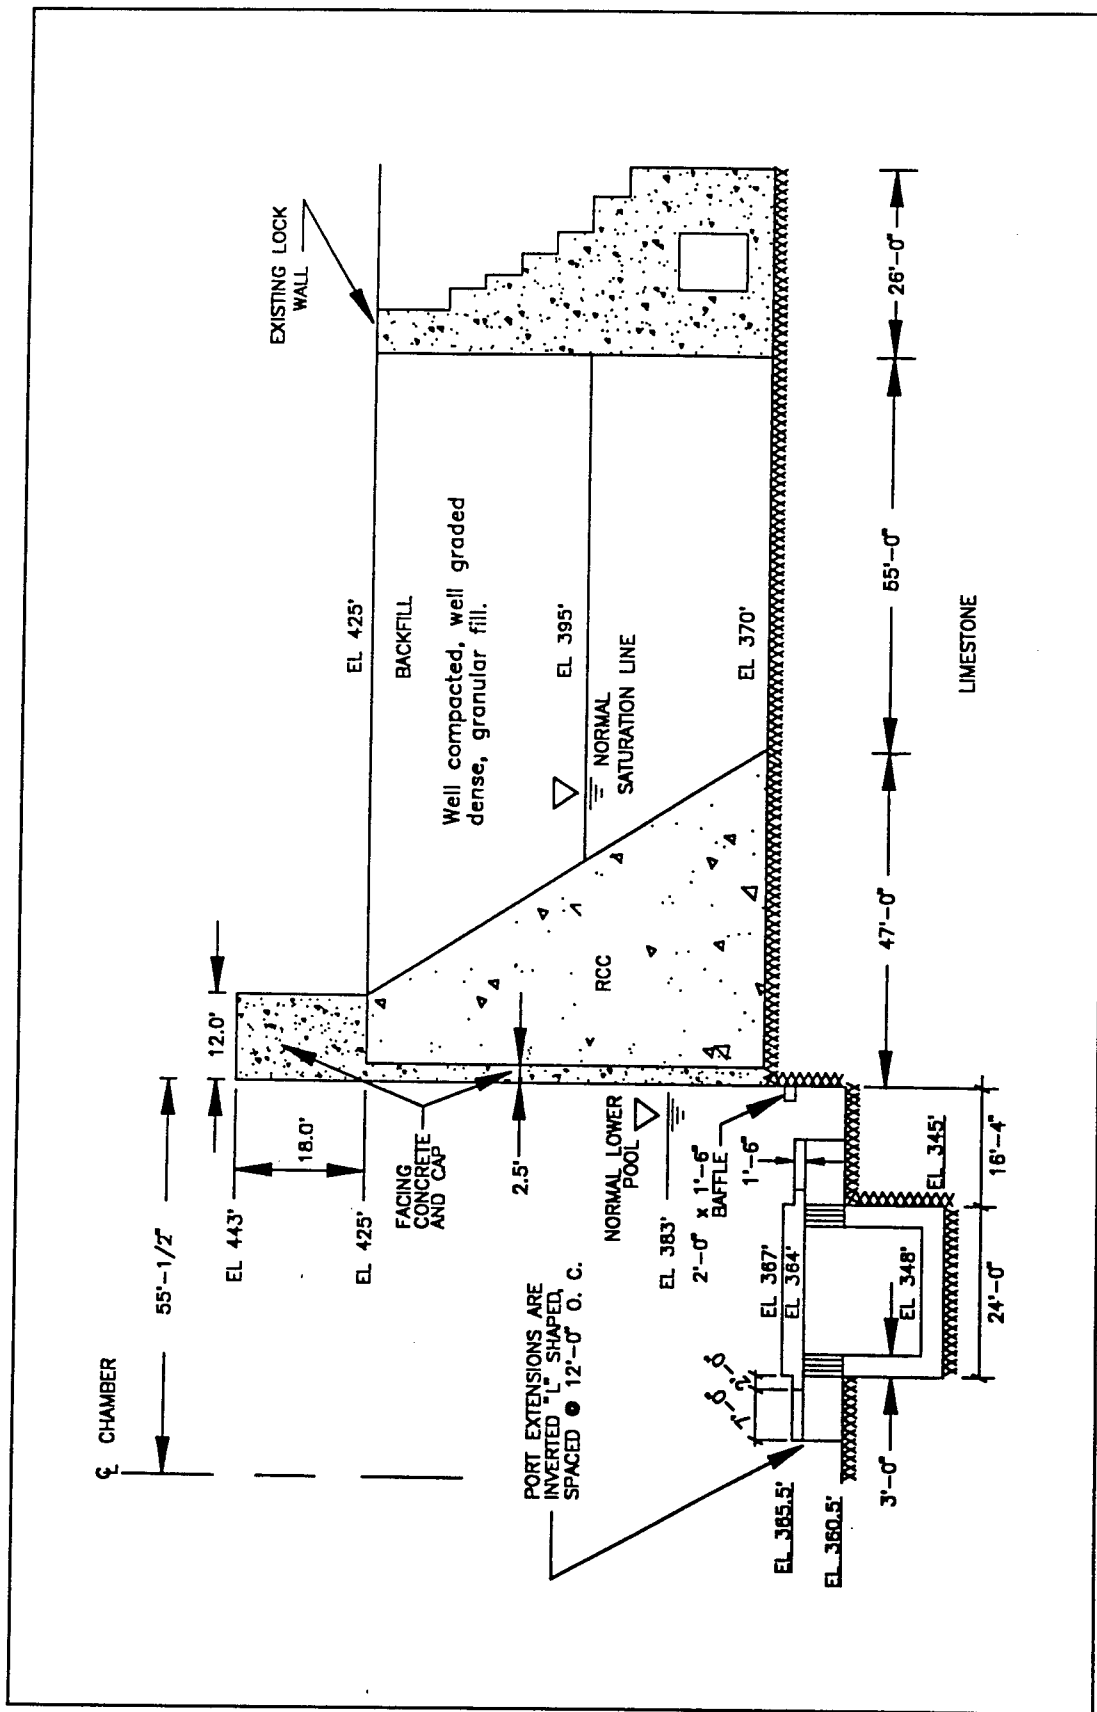 ℄ CHAMBER
55'-1/2"
12.0'
18.0'
EL 443'
EL 425'
FACING
CONCRETE
AND CAP
2.5'
EL 425'
BACKFILL
Well compacted, well graded
dense, granular fill.
EXISTING LOCK
WALL
EL 395'
NORMAL
SATURATION LINE
EL 370'
RCC
NORMAL LOWER
POOL
EL 383'
2'-0" x 1'-6"
BAFFLE
1'-6"
PORT EXTENSIONS ARE
INVERTED "L" SHAPED,
SPACED @ 12'-0" O. C.
EL 367'
EL 364'
EL 348'
EL 345'
7'-0"
2'-0"
EL 365.5'
EL 360.5'
3'-0"
24'-0"
16'-4"
47'-0"
55'-0"
26'-0"
LIMESTONE